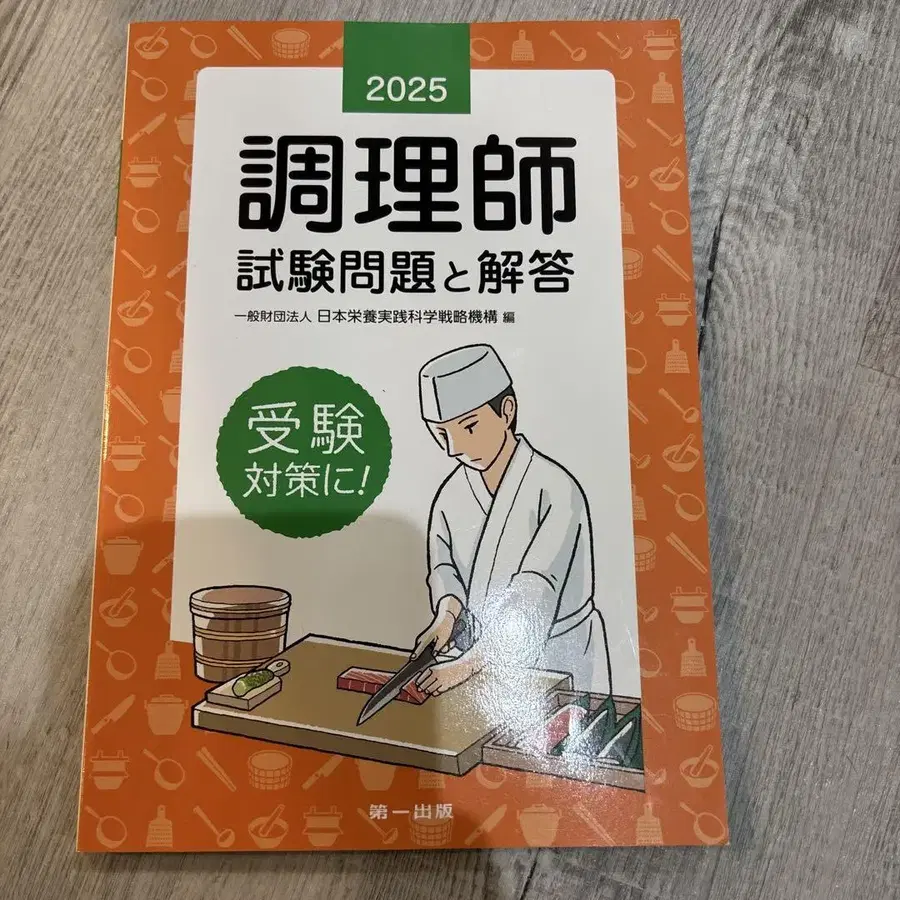 2025
調理師
試験問題と解答
一般財団法人 日本栄養実践科学戦略機構 編
受験
対策に!
第一出版